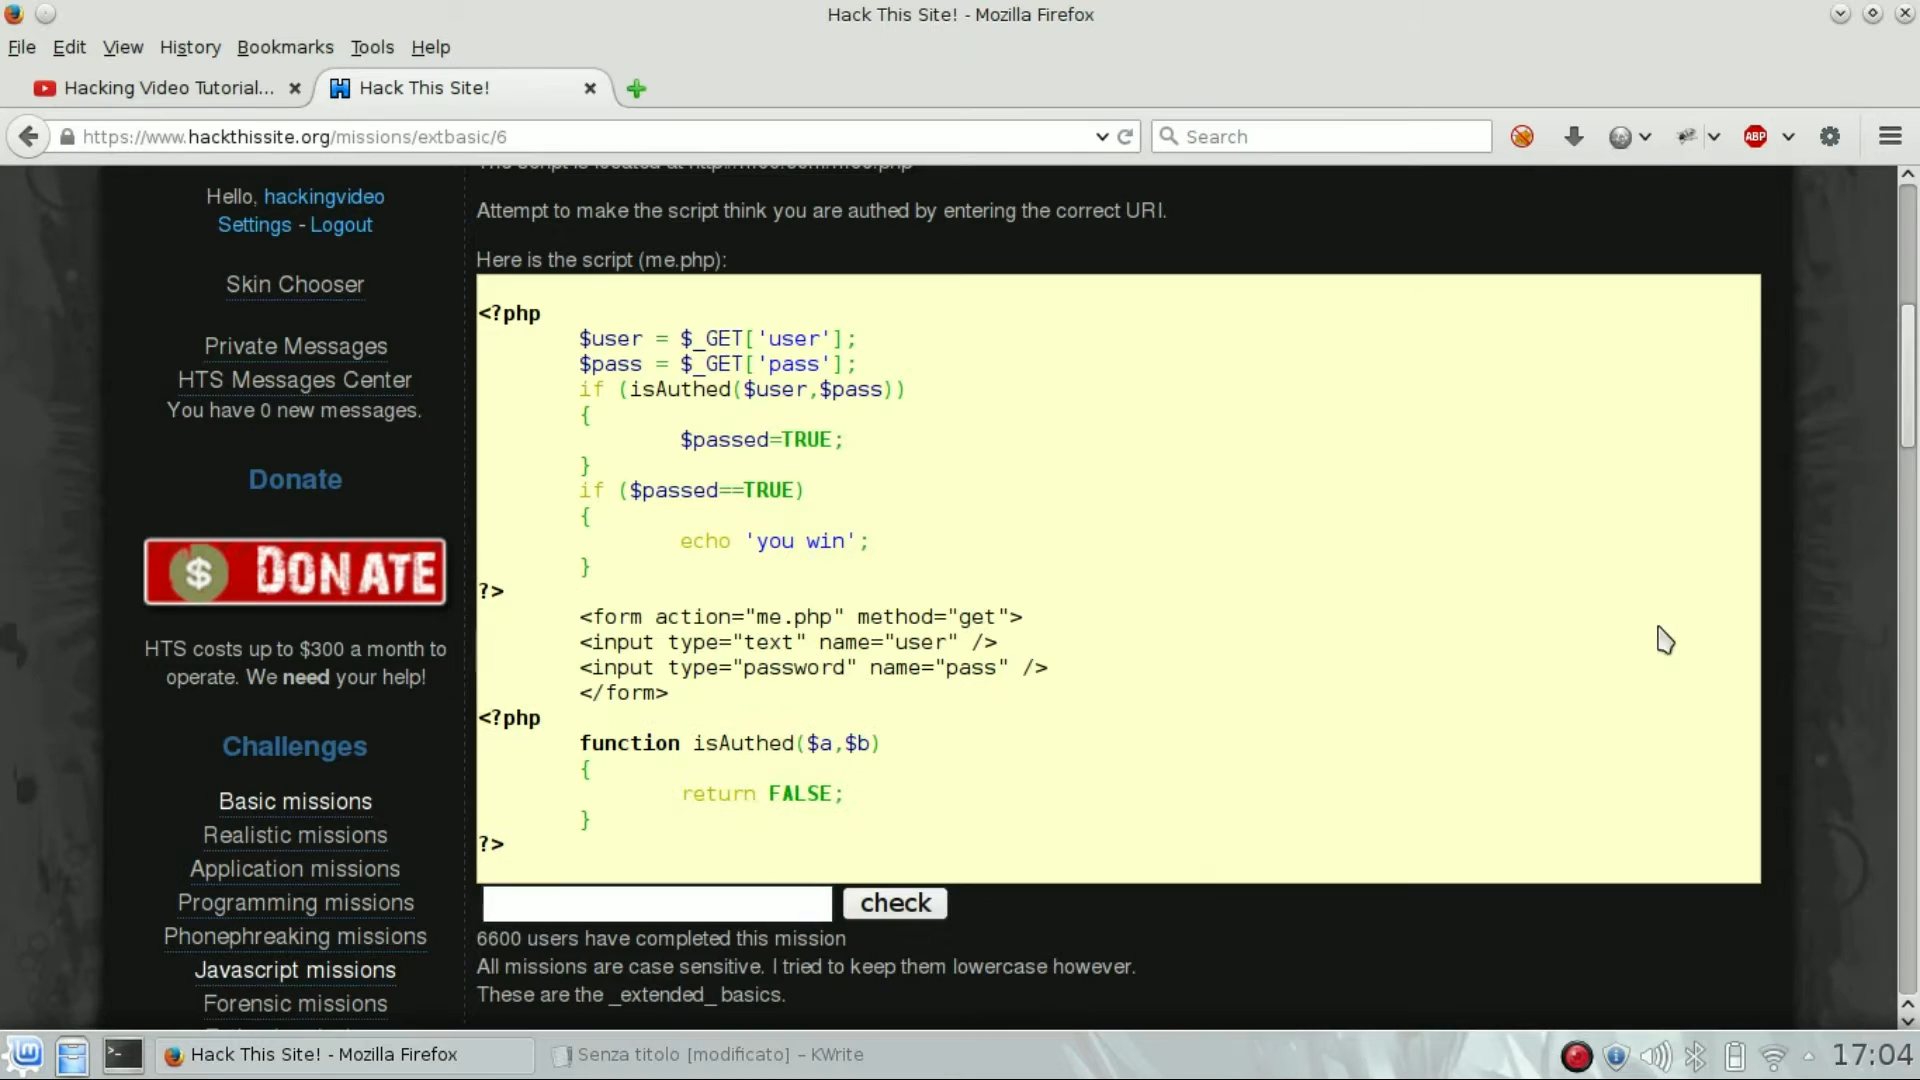 Hack This Site! - Mozilla Firefox
File Edit View History Bookmarks Tools Help
Hacking Video Tutorial... Hack This Site!
https://www.hackthissite.org/missions/extbasic/6 Search ABP
Hello, hackingvideo
Settings - Logout
Skin Chooser
Private Messages
HTS Messages Center
You have 0 new messages.
Donate
DONATE
HTS costs up to $300 a month to
operate. We need your help!
Challenges
Basic missions
Realistic missions
Application missions
Programming missions
Phonephreaking missions
Javascript missions
Forensic missions
The script is located at
Attempt to make the script think you are authed by entering the correct URI.
Here is the script (me.php):
<?php
$user = $_GET['user'];
$pass = $_GET['pass'];
if (isAuthed($user,$pass))
{
$passed=TRUE;
}
if ($passed==TRUE)
{
echo 'you win';
}
?>
<form action="me.php" method="get">
<input type="text" name="user" />
<input type="password" name="pass" />
</form>
<?php
function isAuthed($a,$b)
{
return FALSE;
}
?>
check
6600 users have completed this mission
All missions are case sensitive. I tried to keep them lowercase however.
These are the _extended_ basics.
Hack This Site! - Mozilla Firefox Senza titolo [modificato] – KWrite 17:04